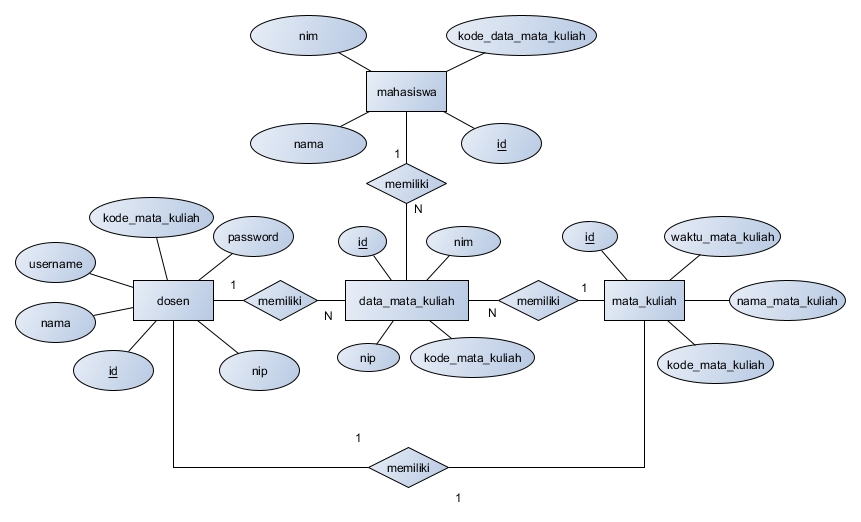 nim
kode_data_mata_kuliah
mahasiswa
nama
id
1
memiliki
N
kode_mata_kuliah
password
username
id
nim
id
waktu_mata_kuliah
dosen
1
memiliki
N
data_mata_kuliah
N
memiliki
1
mata_kuliah
nama_mata_kuliah
nama
id
nip
nip
kode_mata_kuliah
kode_mata_kuliah
1
memiliki
1